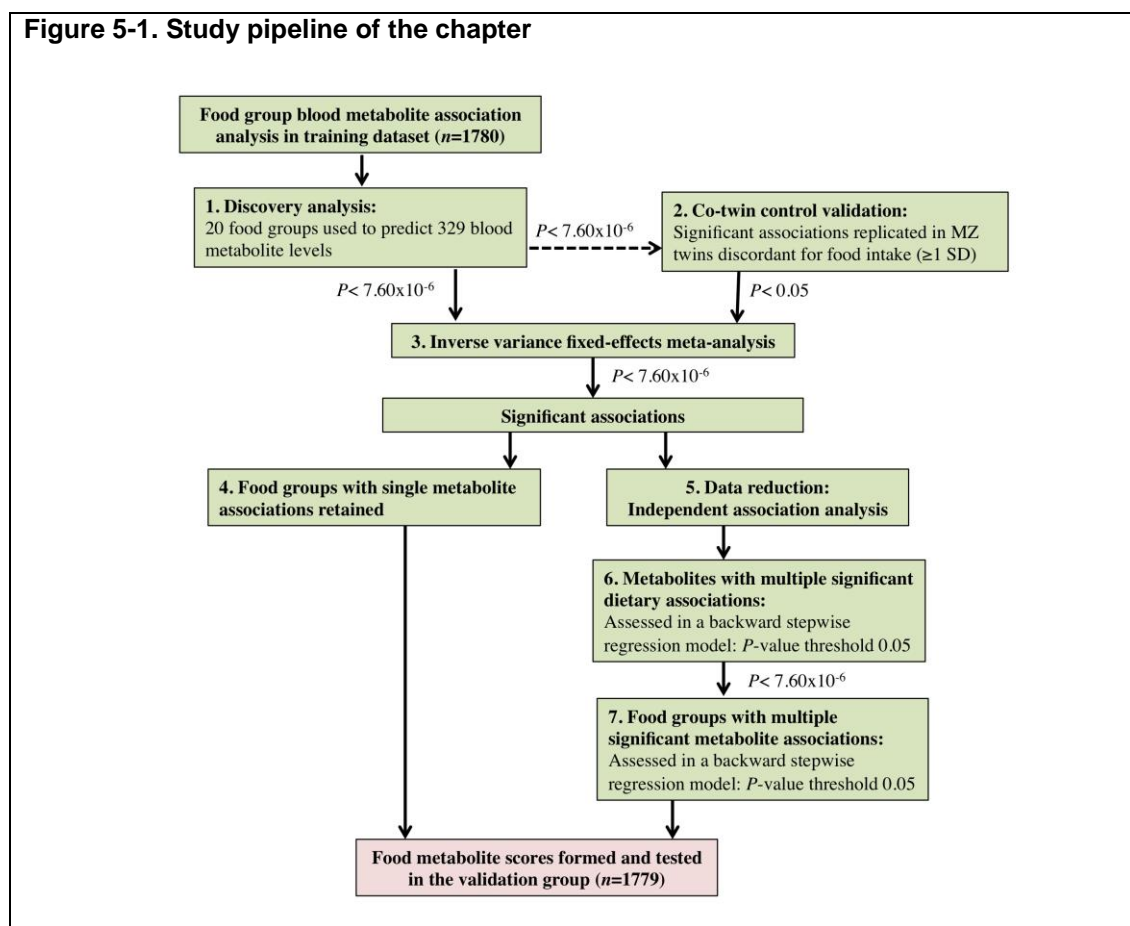 Figure 5-1. Study pipeline of the chapter
Food group blood metabolite association
analysis in training dataset (n=1780)
1. Discovery analysis:
20 food groups used to predict 329 blood
metabolite levels
P< 7.60x10-6
2. Co-twin control validation:
Significant associations replicated in MZ
twins discordant for food intake (≥1 SD)
P< 7.60x10-6
P< 0.05
3. Inverse variance fixed-effects meta-analysis
P< 7.60x10-6
Significant associations
4. Food groups with single metabolite
associations retained
5. Data reduction:
Independent association analysis
6. Metabolites with multiple significant
dietary associations:
Assessed in a backward stepwise
regression model: P-value threshold 0.05
P< 7.60x10-6
7. Food groups with multiple
significant metabolite associations:
Assessed in a backward stepwise
regression model: P-value threshold 0.05
Food metabolite scores formed and tested
in the validation group (n=1779)